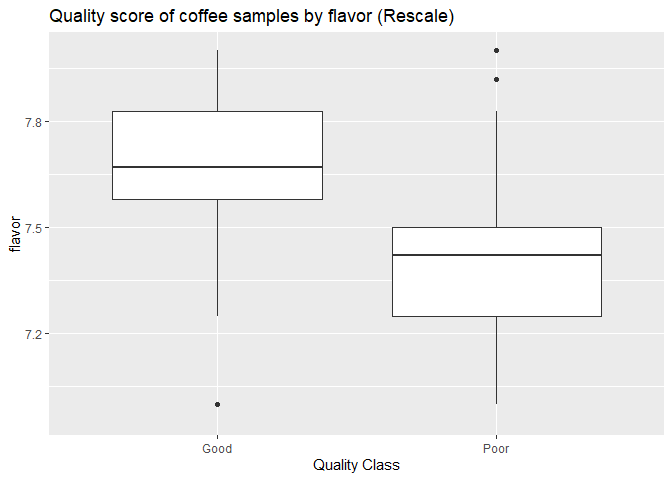 Quality score of coffee samples by flavor (Rescale)
flavor
7.8
7.5
7.2
Good
Poor
Quality Class